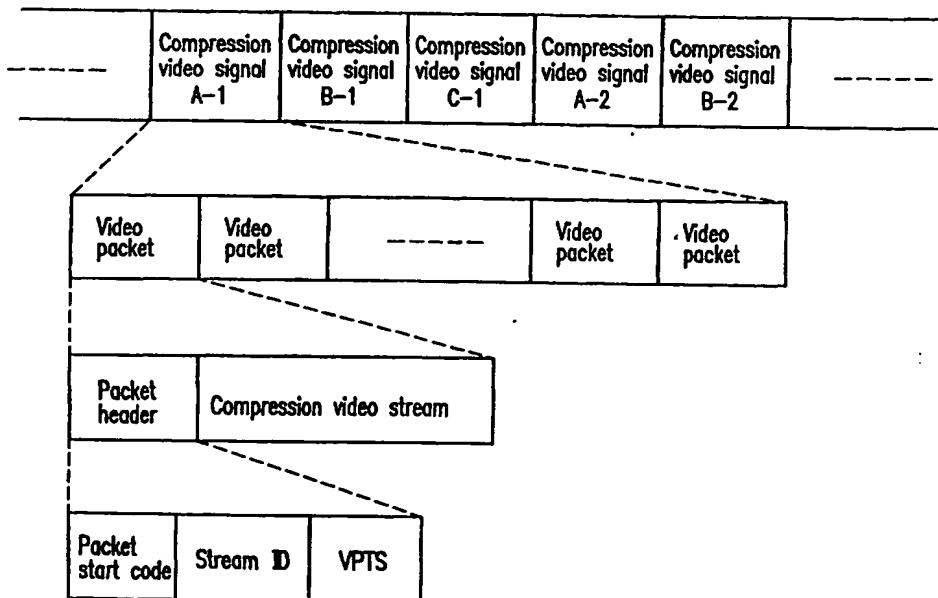 Compression
video signal
A-1
Compression
video signal
B-1
Compression
video signal
C-1
Compression
video signal
A-2
Compression
video signal
B-2
Video
packet
Video
packet
Video
packet
Video
packet
Packet
header
Compression video stream
Packet
start code
Stream ID
VPTS